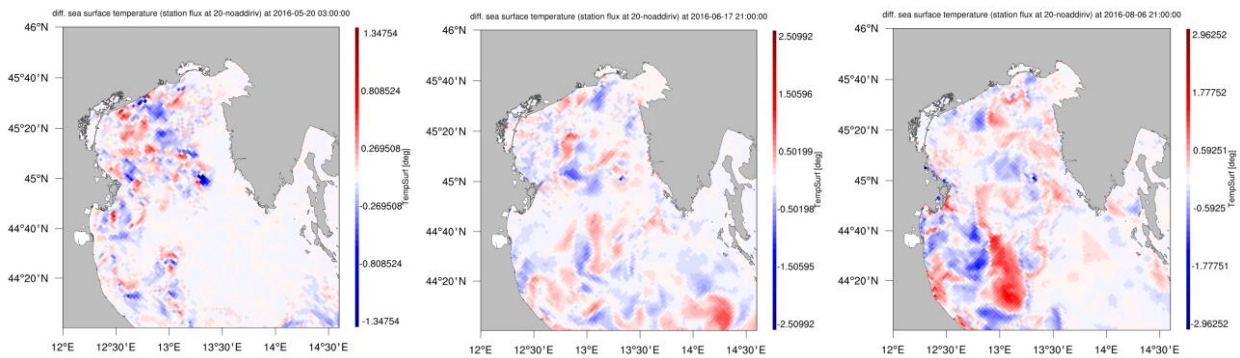 diff. sea surface temperature (station flux at 20-noaddiriv) at 2016-05-20 03:00:00
46°N
45°40'N
45°20'N
45°N
44°40'N
44°20'N
12°E
12°30'E
13°E
13°30'E
14°E
14°30'E
1.34754
0.808524
0.269508
-0.269508
-0.808524
-1.34754
TempSurf [deg]
diff. sea surface temperature (station flux at 20-noaddiriv) at 2016-06-17 21:00:00
46°N
45°40'N
45°20'N
45°N
44°40'N
44°20'N
12°E
12°30'E
13°E
13°30'E
14°E
14°30'E
2.50992
1.50596
0.50199
-0.50198
-1.50595
-2.50992
TempSurf [deg]
diff. sea surface temperature (station flux at 20-noaddiriv) at 2016-08-06 21:00:00
46°N
45°40'N
45°20'N
45°N
44°40'N
44°20'N
12°E
12°30'E
13°E
13°30'E
14°E
14°30'E
2.96252
1.77752
0.59251
-0.5925
-1.77751
-2.96252
TempSurf [deg]